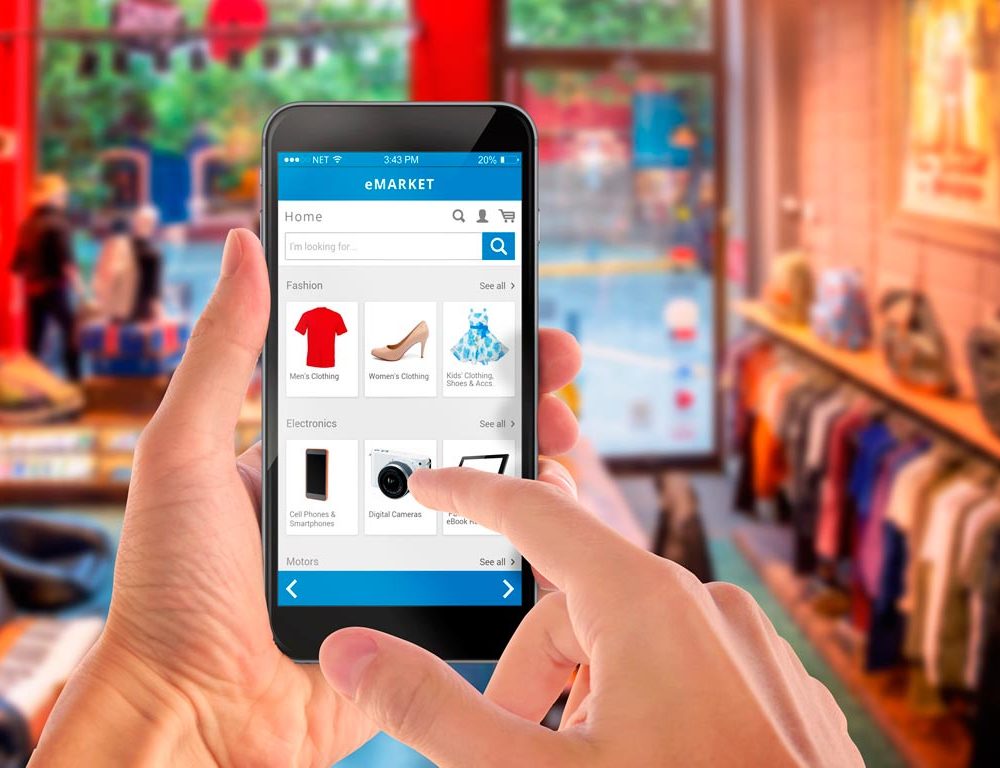 NET 3:43 PM 20%
eMARKET
Home
I'm looking for...
Fashion See all
Men's Clothing Women's Clothing Kids' Clothing,
Shoes & Accs
Electronics See all
Cell Phones &
Smartphones
Digital Cameras
eBook
Motors See all